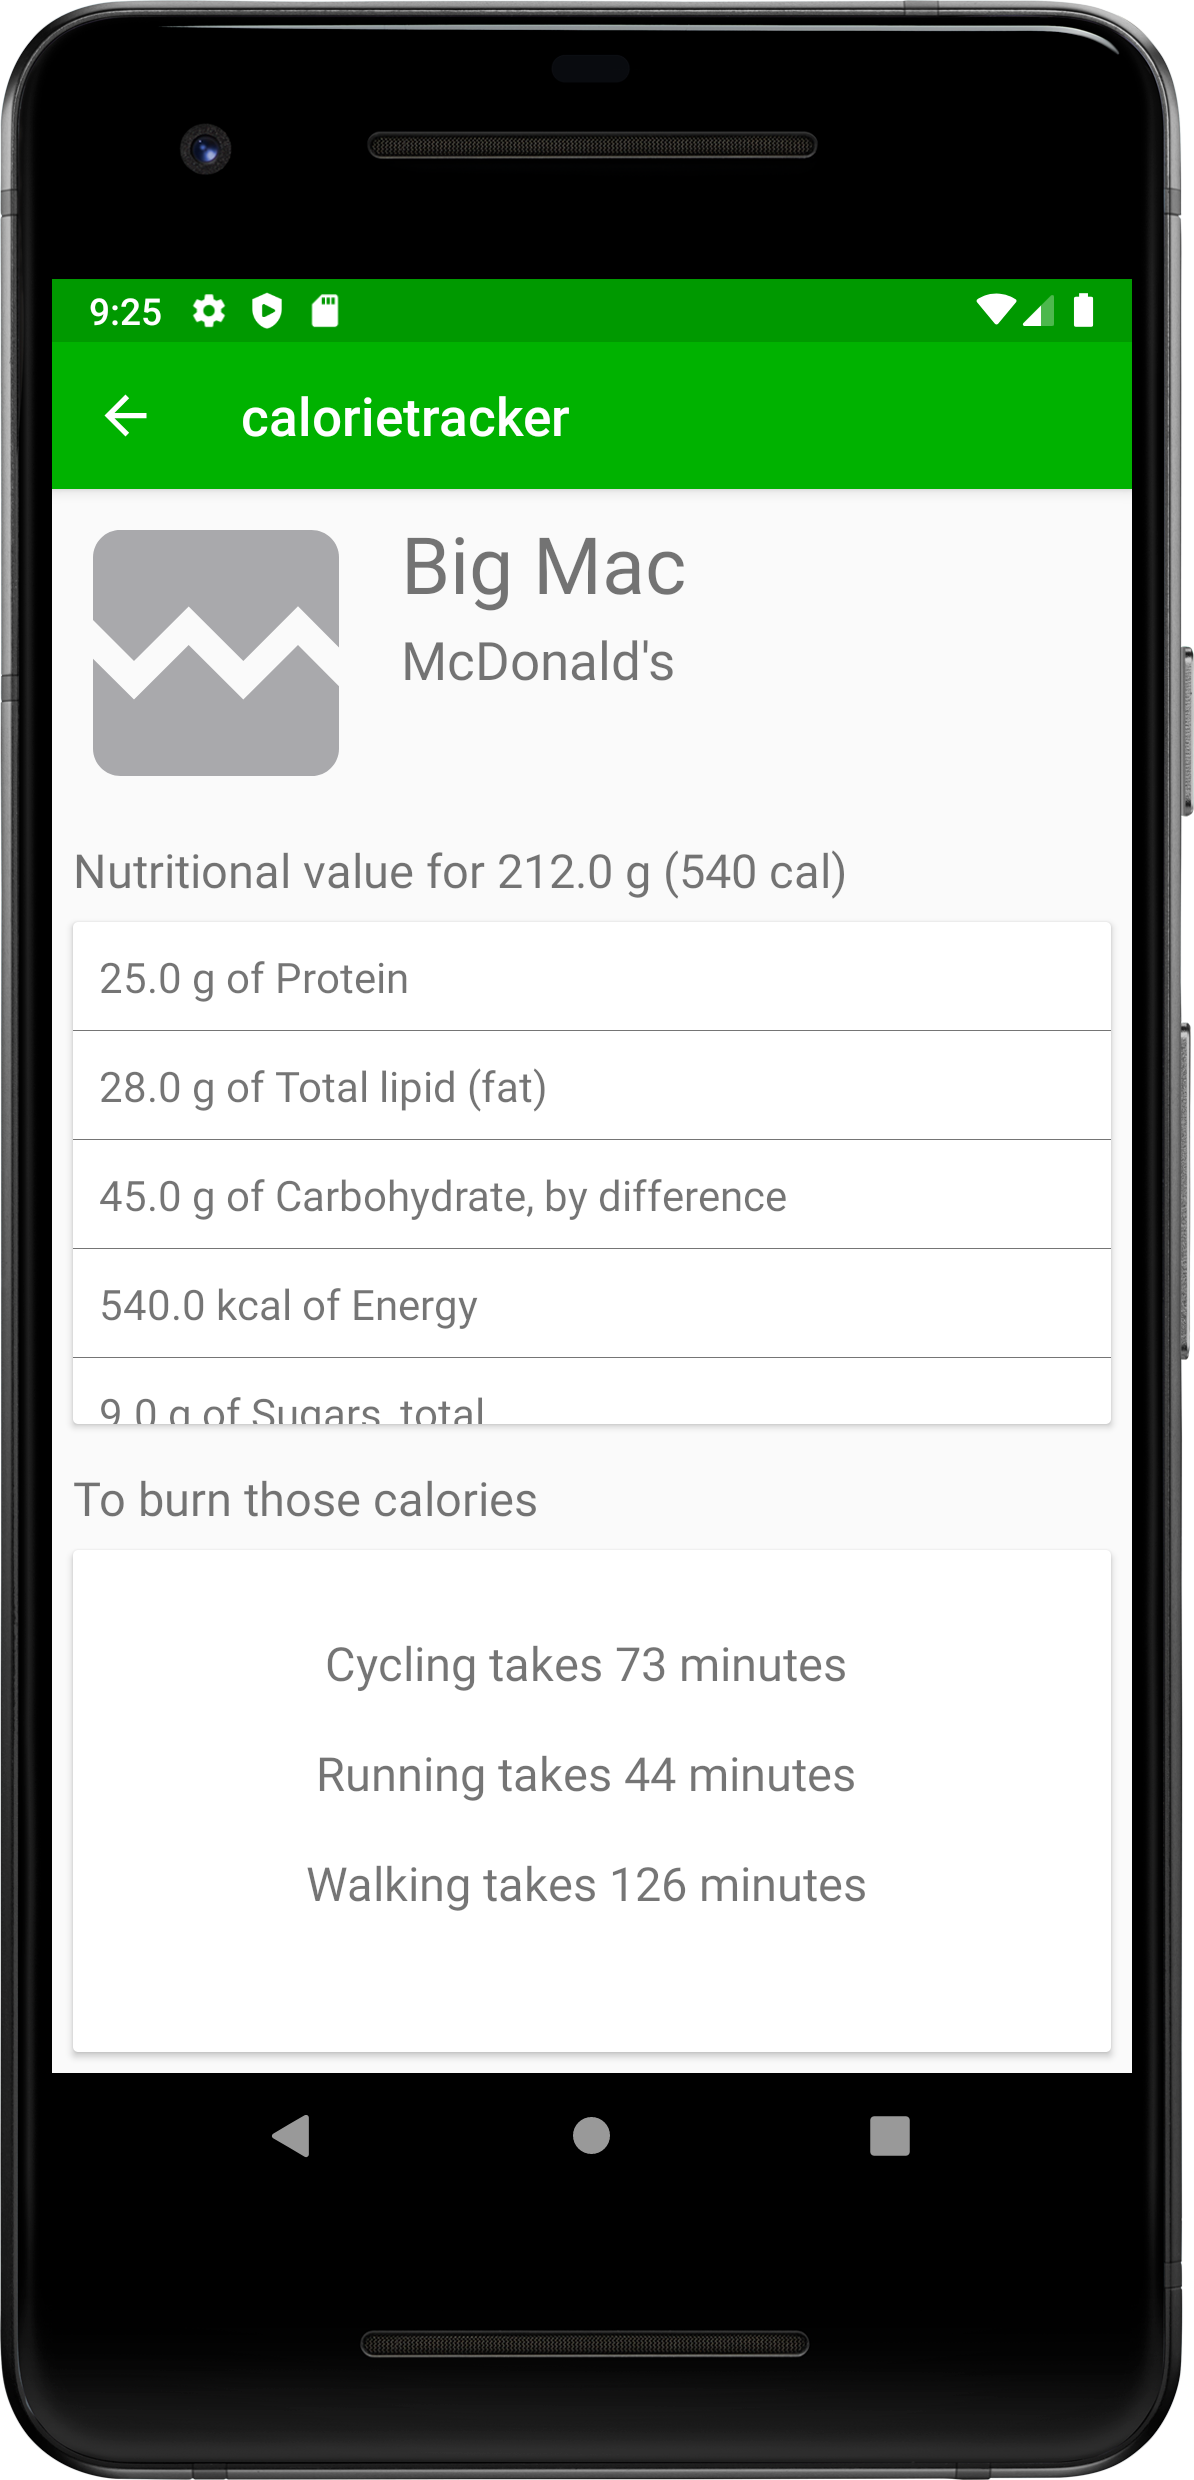 9:25
calorietracker
Big Mac
McDonald's
Nutritional value for 212.0 g (540 cal)
25.0 g of Protein
28.0 g of Total lipid (fat)
45.0 g of Carbohydrate, by difference
540.0 kcal of Energy
9.0 g of Sugars, total
To burn those calories
Cycling takes 73 minutes
Running takes 44 minutes
Walking takes 126 minutes